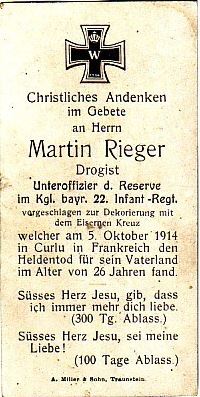 W
Christliches Andenken
im Gebete
an Herrn
Martin Rieger
Drogist
Unteroffizier d. Reserve
im Kgl. bayr. 22. Infant-Regt.
vorgeschlagen zur Dekorierung mit
dem Eisernen Kreuz
welcher am 5. Oktober 1914
in Curlu in Frankreich den
Heldentod für sein Vaterland
im Alter von 26 Jahren fand.
Süsses Herz Jesu, gib, dass
ich immer mehr dich liebe.
(300 Tg. Ablass.)
Süsses Herz Jesu, sei meine
Liebe!
(100 Tage Ablass.)
A. Miller & Sohn, Traunstein.